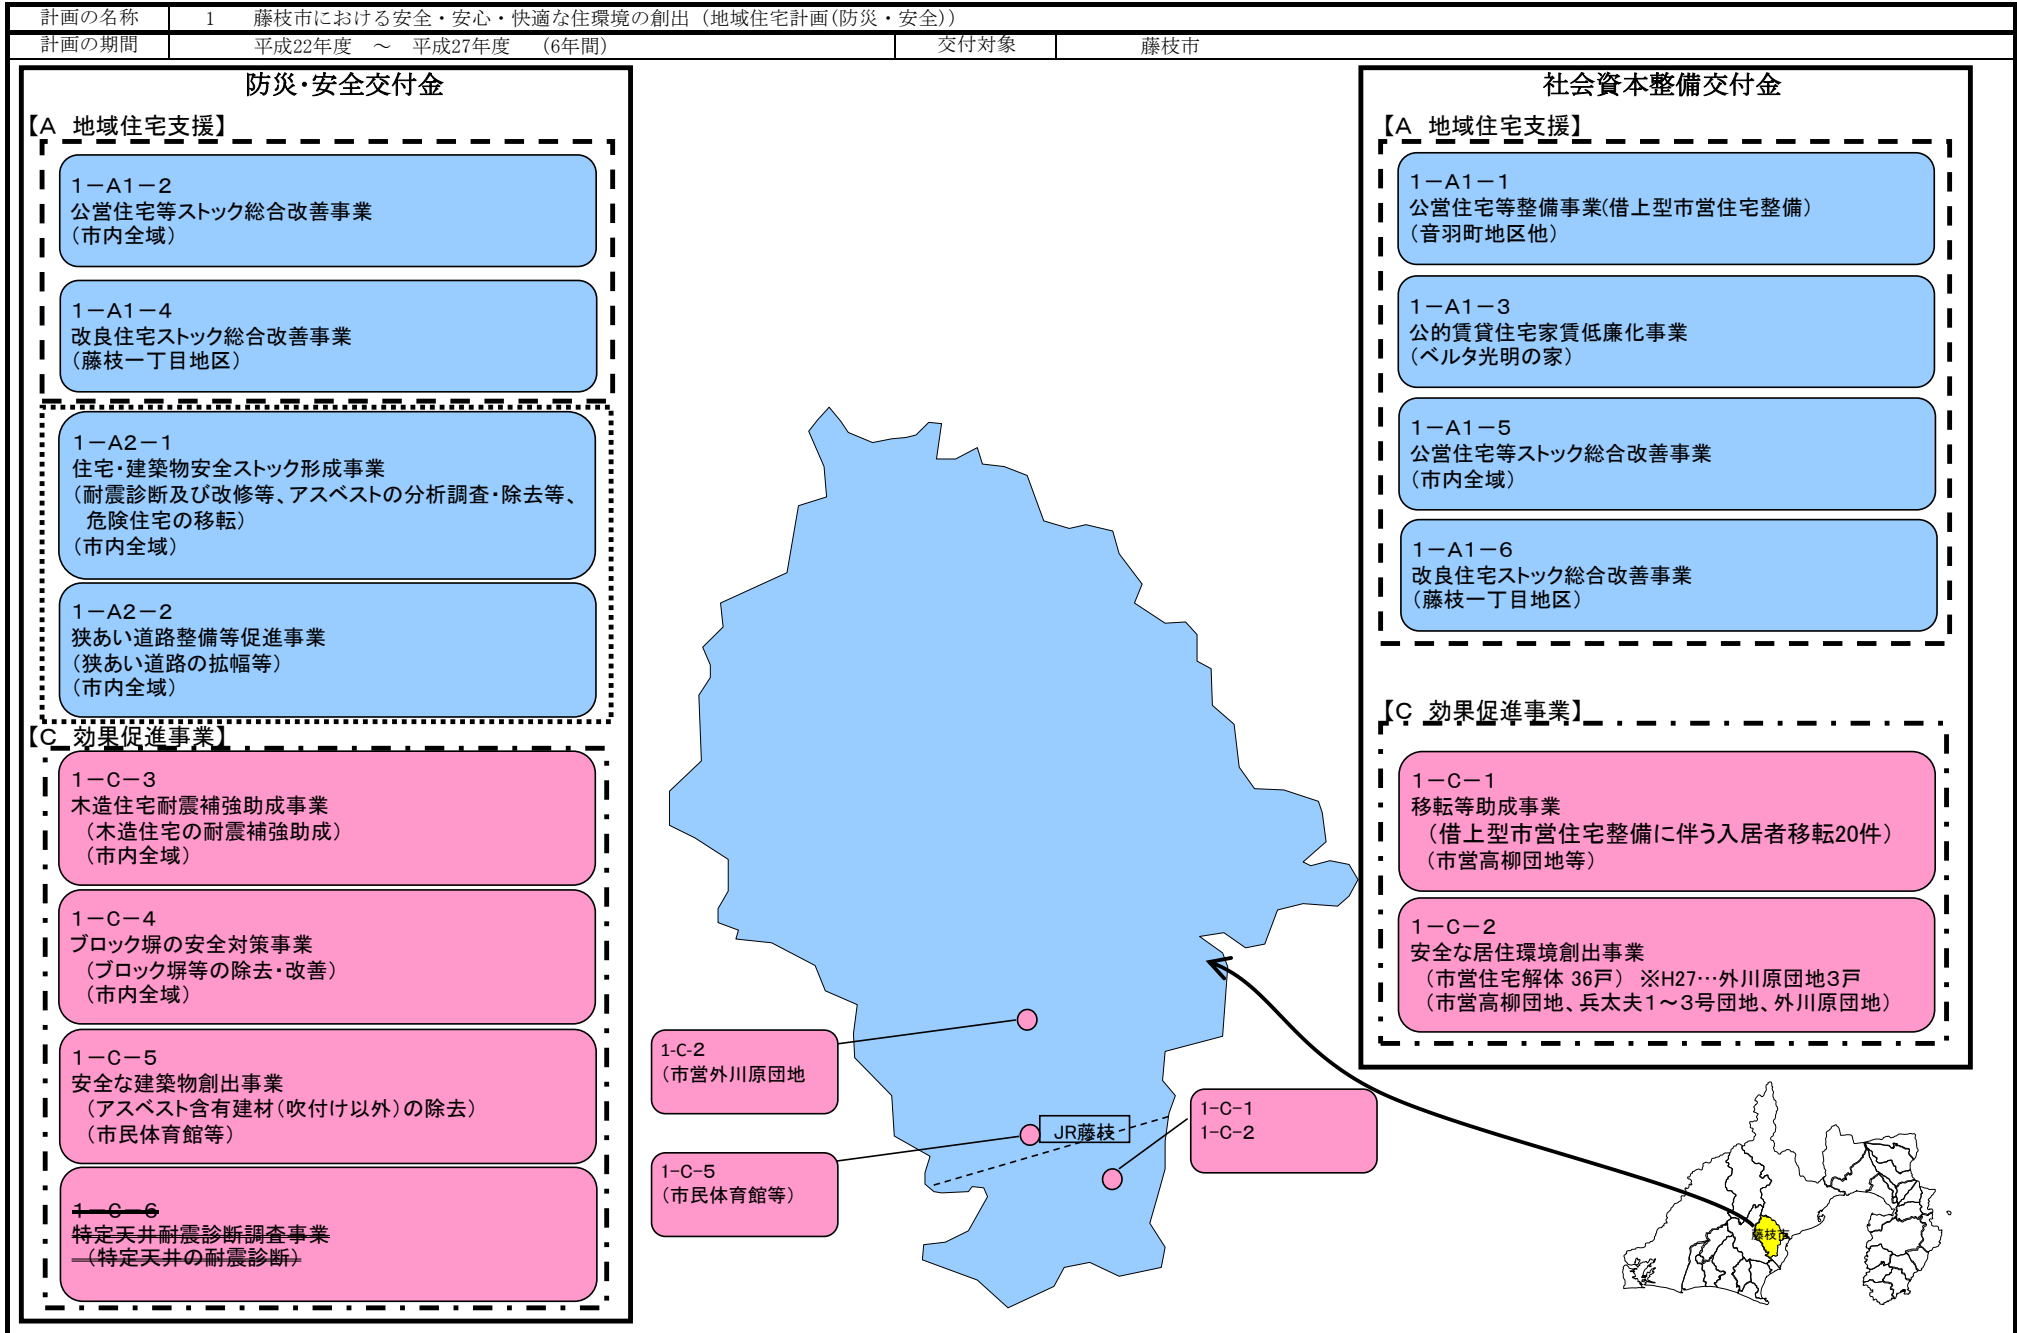 計画の名称 1 藤枝市における安全・安心・快適な住環境の創出（地域住宅計画(防災・安全)）
計画の期間 平成22年度 ～ 平成27年度 （6年間） 交付対象 藤枝市
防災・安全交付金
【A 地域住宅支援】
1－A1－2
公営住宅等ストック総合改善事業
（市内全域）
1－A1－4
改良住宅ストック総合改善事業
（藤枝一丁目地区）
1－A2－1
住宅・建築物安全ストック形成事業
（耐震診断及び改修等、アスベストの分析調査・除去等、
危険住宅の移転）
（市内全域）
1－A2－2
狭あい道路整備等促進事業
（狭あい道路の拡幅等）
（市内全域）
【C 効果促進事業】
1－C－3
木造住宅耐震補強助成事業
（木造住宅の耐震補強助成）
（市内全域）
1－C－4
ブロック塀の安全対策事業
（ブロック塀等の除去・改善）
（市内全域）
1－C－5
安全な建築物創出事業
（アスベスト含有建材（吹付け以外）の除去）
（市民体育館等）
1－C－6
特定天井耐震診断調査事業
（特定天井の耐震診断）
1-C-2
（市営外川原団地
1-C-5
（市民体育館等）
JR藤枝
1-C-1
1-C-2
社会資本整備交付金
【A 地域住宅支援】
1－A1－1
公営住宅等整備事業(借上型市営住宅整備）
（音羽町地区他）
1－A1－3
公的賃貸住宅家賃低廉化事業
（ベルタ光明の家）
1－A1－5
公営住宅等ストック総合改善事業
（市内全域）
1－A1－6
改良住宅ストック総合改善事業
（藤枝一丁目地区）
【C 効果促進事業】
1－C－1
移転等助成事業
（借上型市営住宅整備に伴う入居者移転20件）
（市営高柳団地等）
1－C－2
安全な居住環境創出事業
（市営住宅解体 36戸） ※H27…外川原団地3戸
（市営高柳団地、兵太夫1～3号団地、外川原団地）
藤枝市